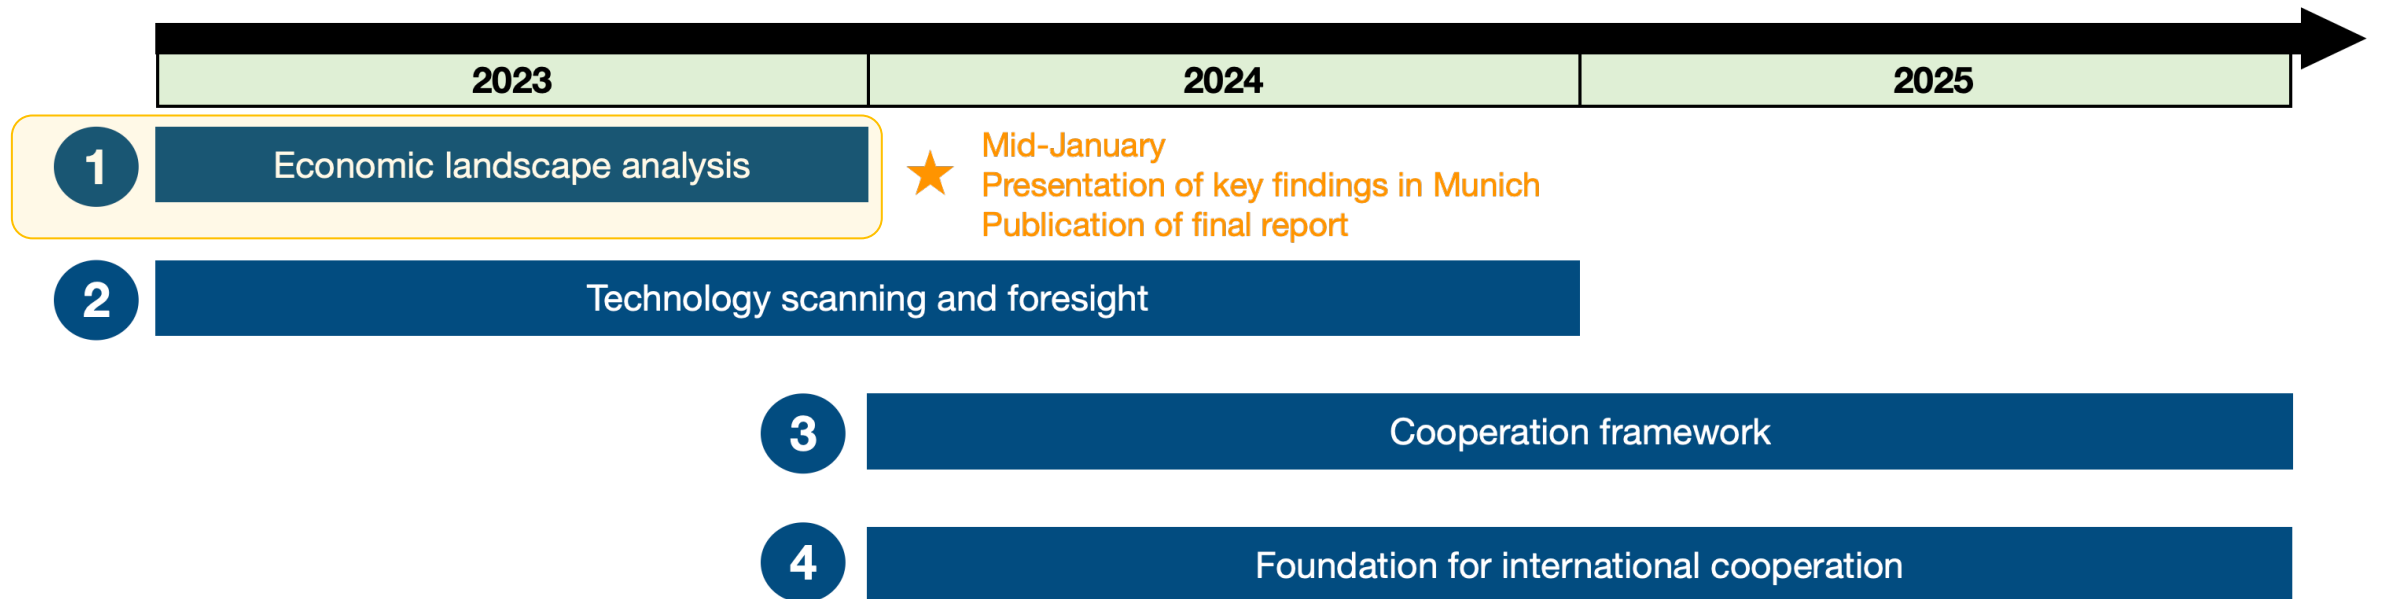 2023
2024
2025
1
Economic landscape analysis
Mid-January
Presentation of key findings in Munich
Publication of final report
2
Technology scanning and foresight
3
Cooperation framework
4
Foundation for international cooperation